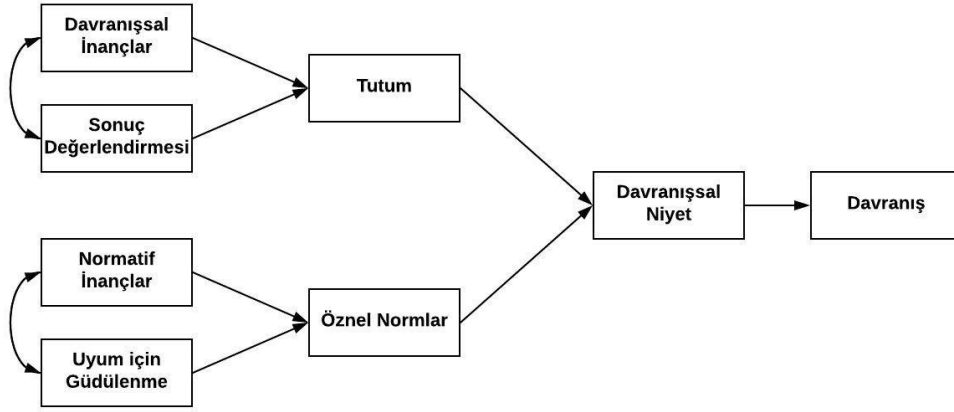 Davranışsal
İnançlar
Sonuç
Değerlendirmesi
Tutum
Davranışsal
Niyet
Davranış
Normatif
İnançlar
Uyum için
Güdülenme
Öznel Normlar